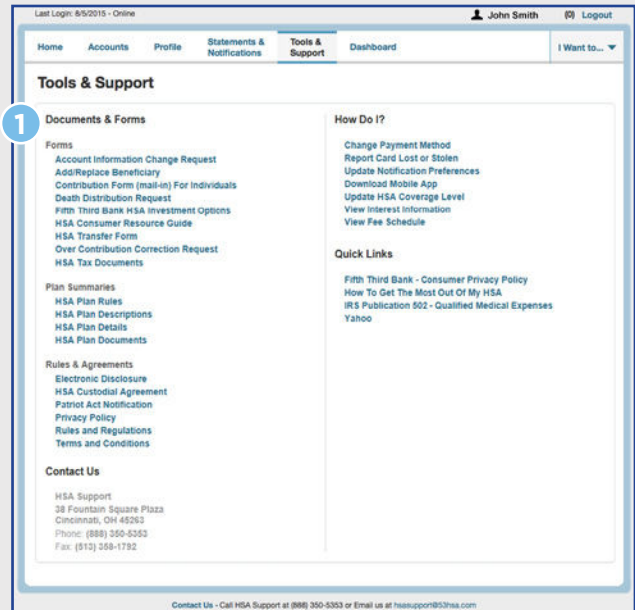 Last Login: 8/5/2015 - Online
John Smith (0) Logout
Home Accounts Profile Statements & Notifications Tools & Support Dashboard I Want to...
Tools & Support
1
Documents & Forms
Forms
Account Information Change Request
Add/Replace Beneficiary
Contribution Form (mail-in) For Individuals
Death Distribution Request
Fifth Third Bank HSA Investment Options
HSA Consumer Resource Guide
HSA Transfer Form
Over Contribution Correction Request
HSA Tax Documents
Plan Summaries
HSA Plan Rules
HSA Plan Descriptions
HSA Plan Details
HSA Plan Documents
Rules & Agreements
Electronic Disclosure
HSA Custodial Agreement
Patriot Act Notification
Privacy Policy
Rules and Regulations
Terms and Conditions
Contact Us
HSA Support
38 Fountain Square Plaza
Cincinnati, OH 45263
Phone: (888) 350-5353
Fax: (513) 358-1792
How Do I?
Change Payment Method
Report Card Lost or Stolen
Update Notification Preferences
Download Mobile App
Update HSA Coverage Level
View Interest Information
View Fee Schedule
Quick Links
Fifth Third Bank - Consumer Privacy Policy
How To Get The Most Out Of My HSA
IRS Publication 502 - Qualified Medical Expenses
Yahoo
Contact Us - Call HSA Support at (888) 350-5353 or Email us at hsasupport@53hsa.com